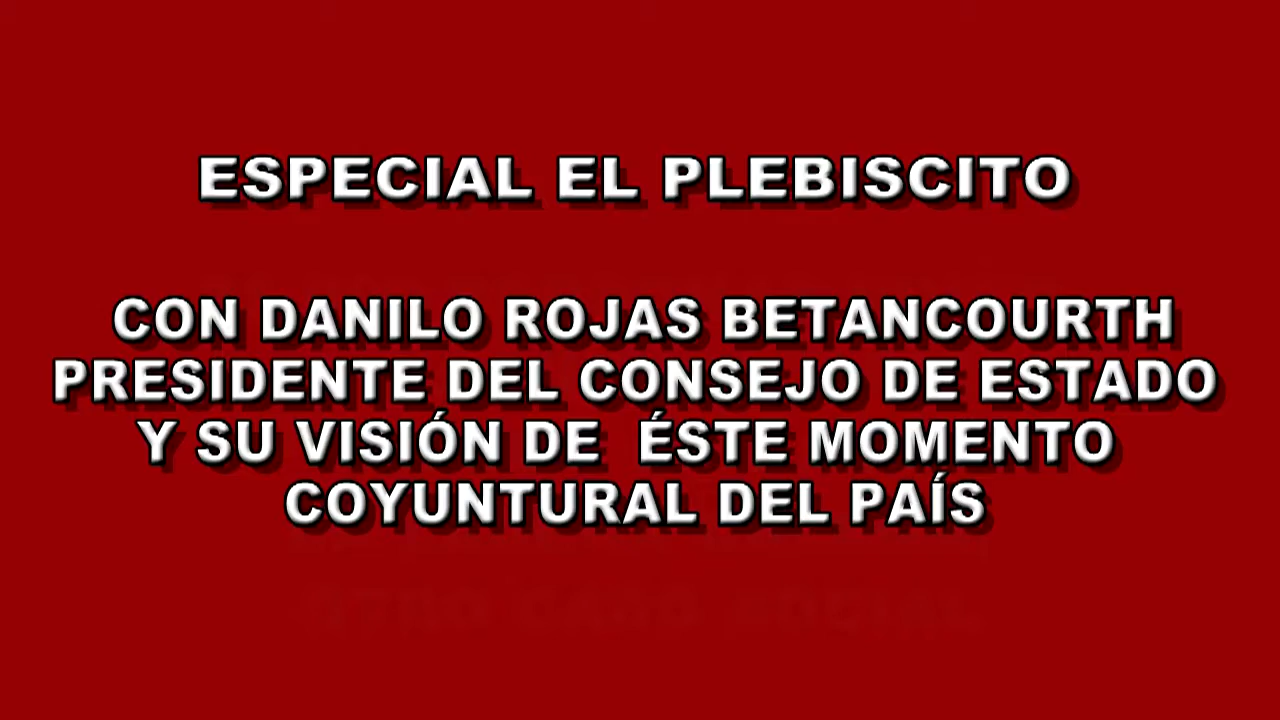 ESPECIAL EL PLEBISCITO
CON DANILO ROJAS BETANCOURTH
PRESIDENTE DEL CONSEJO DE ESTADO
Y SU VISIÓN DE ÉSTE MOMENTO
COYUNTURAL DEL PAÍS